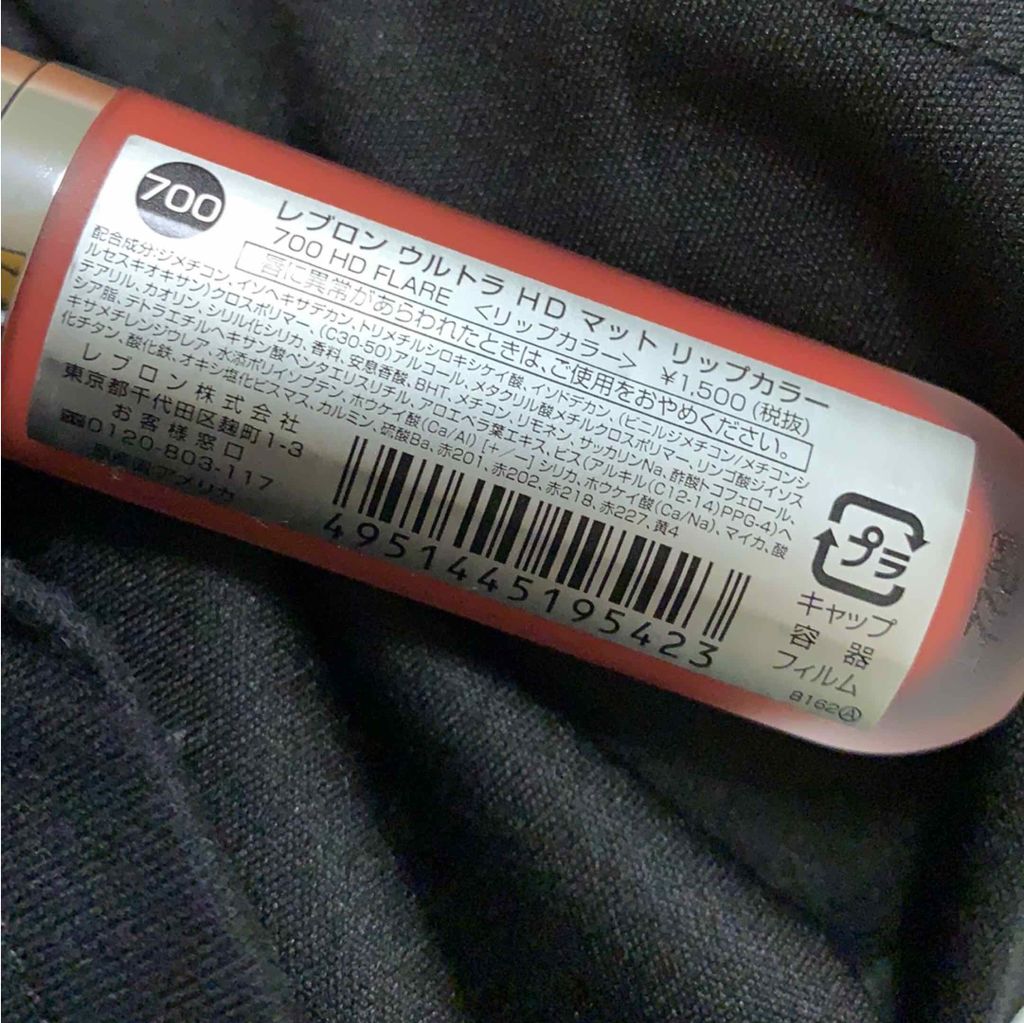 700
レブロン ウルトラ HD マット リップカラー
700 HD FLARE <リップカラー> ¥1,500 (税抜)
唇に異常があらわれたときは、ご使用をおやめください。
配合成分:ジメチコン、イソヘキサデカン、トリメチルシロキシケイ酸、イソドデカン、(ビニルジメチコン/メチコンシ
ルセスキオキサン)クロスポリマー、(C30-50)アルコール、メタクリル酸メチルクロスポリマー、リンゴ酸ジイソス
テアリル、カオリン、シリル化シリカ、香料、安息香酸、BHT、メチコン、リモネン、サッカリンNa、酢酸トコフェロール、
シア脂、テトラエチルヘキサン酸ペンタエリスリチル、アロエベラ葉エキス、ビス(アルキル(C12-14)PPG-4)ヘ
キサメチレンジウレア、水添ポリイソブテン、ホウケイ酸(Ca/Al) [+/-] シリカ、ホウケイ酸(Ca/Na)、マイカ、酸
化チタン、酸化鉄、オキシ塩化ビスマス、カルミン、硫酸Ba、赤201、赤202、赤218、赤227、黄4
レブロン株式会社
東京都千代田区麹町1-3
お客様窓口
☎0120-803-117
原産国アメリカ
4951445195423
プラ
キャップ
容器
フィルム
8162Ⓐ